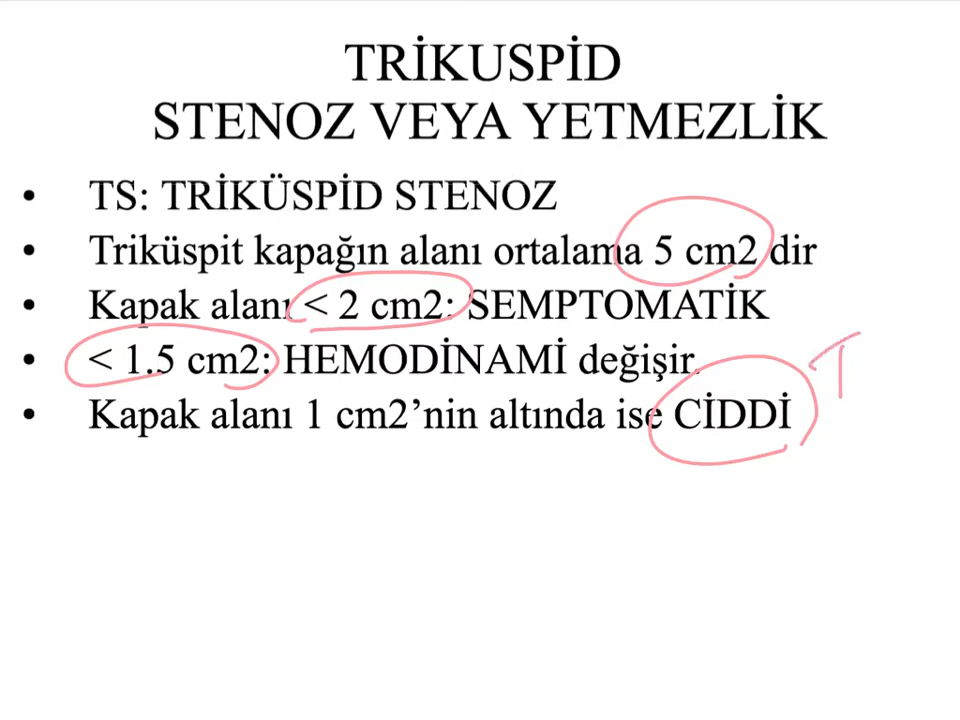 TRİKUSPİD
STENOZ VEYA YETMEZLİK
• TS: TRİKÜSPİD STENOZ
• Triküspit kapağın alanı ortalama 5 cm2 dir
• Kapak alanı < 2 cm2: SEMPTOMATİK
• < 1.5 cm2: HEMODİNAMİ değişir.
T
• Kapak alanı 1 cm2’nin altında ise CİDDİ